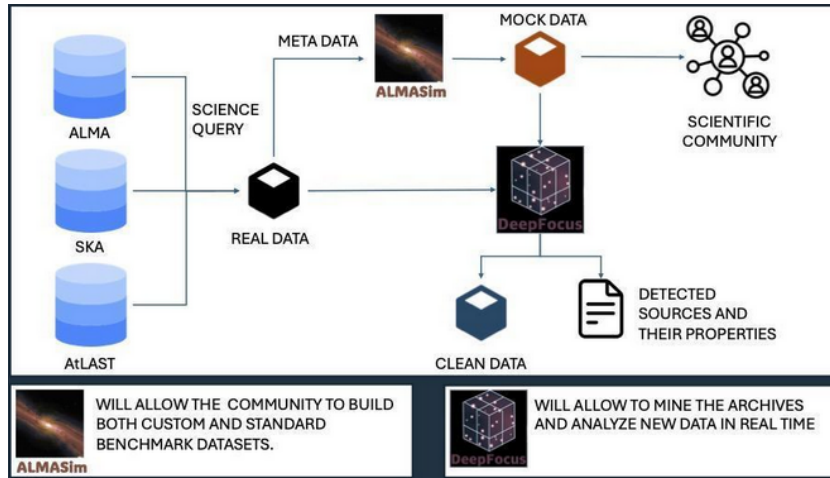 MOCK DATA
META DATA
ALMASim
SCIENCE
QUERY
ALMA
SCIENTIFIC
COMMUNITY
SKA
REAL DATA
DeepFocus
DETECTED
SOURCES AND
THEIR PROPERTIES
AtLAST
CLEAN DATA
WILL ALLOW THE COMMUNITY TO BUILD
BOTH CUSTOM AND STANDARD
BENCHMARK DATASETS.
ALMASim
WILL ALLOW TO MINE THE ARCHIVES
AND ANALYZE NEW DATA IN REAL TIME
DeepFocus